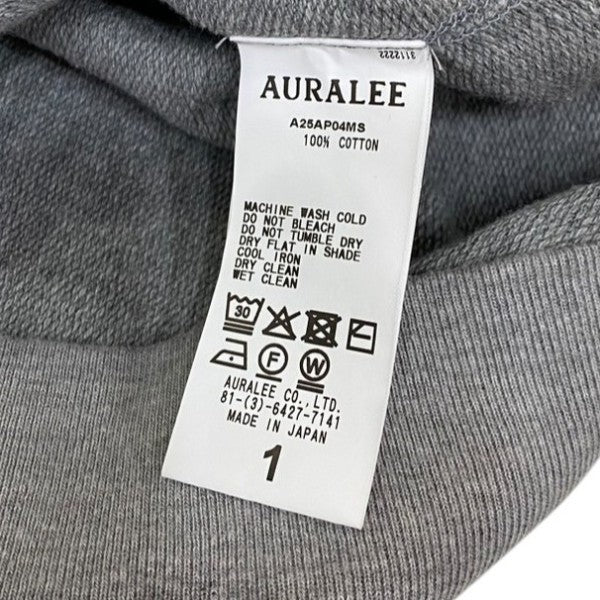 3112222
AURALEE
A25AP04MS
100% COTTON
MACHINE WASH COLD
DO NOT BLEACH
DO NOT TUMBLE DRY
DRY FLAT IN SHADE
COOL IRON
DRY CLEAN
WET CLEAN
30
F W
AURALEE CO., LTD.
81-(3)-6427-7141
MADE IN JAPAN
1